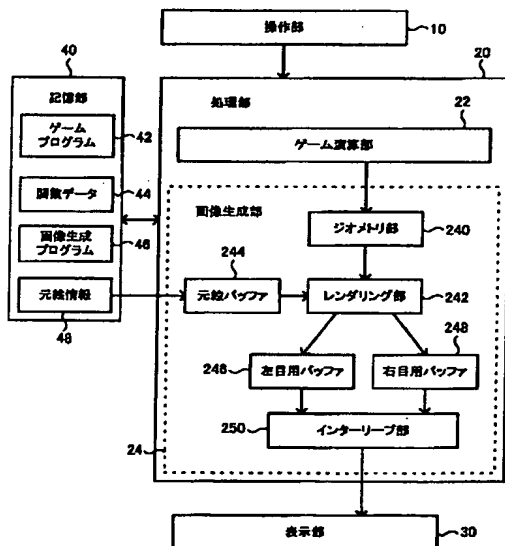 操作部
10
20
40
記憶部
ゲーム
プログラム
42
関数データ
44
画像生成
プログラム
46
元絵情報
48
処理部
22
ゲーム演算部
画像生成部
ジオメトリ部
240
244
元絵バッファ
レンダリング部
242
246
左目用バッファ
248
右目用バッファ
250
インターリーブ部
24
表示部
30